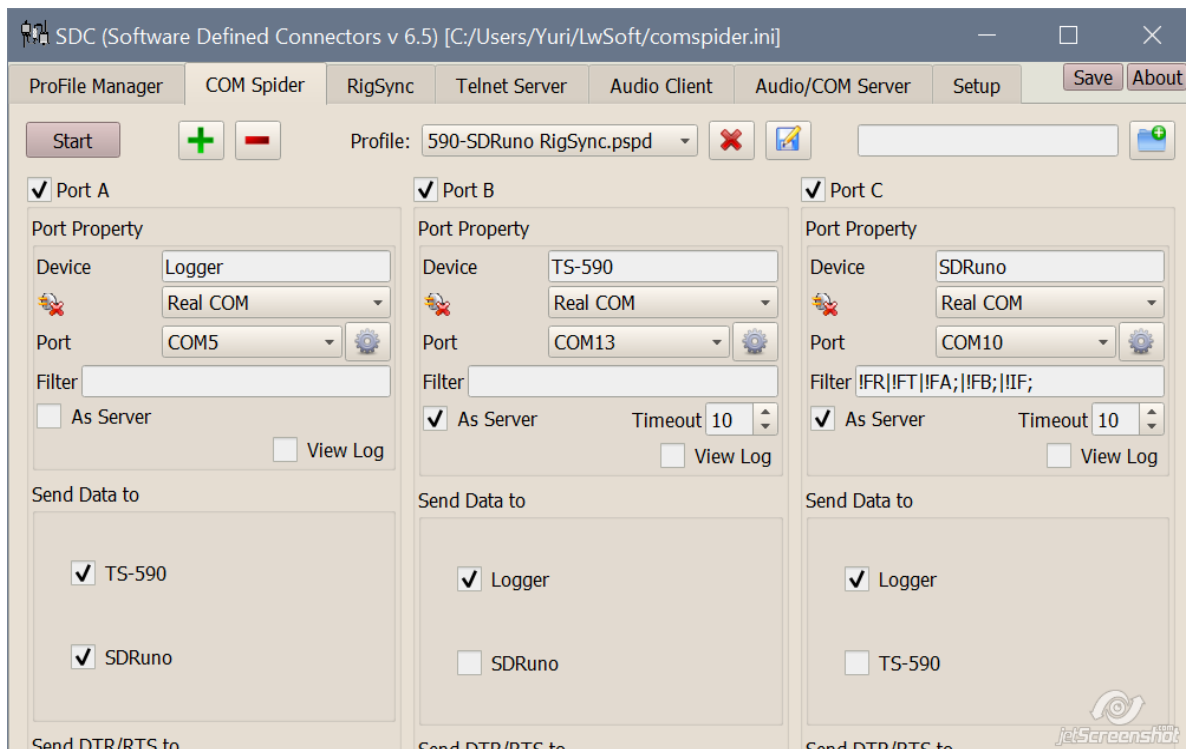 SDC (Software Defined Connectors v 6.5) [C:/Users/Yuri/LwSoft/comspider.ini]
ProFile Manager COM Spider RigSync Telnet Server Audio Client Audio/COM Server Setup Save About
Start Profile: 590-SDRuno RigSync.pspd
Port A Port B Port C
Port Property Port Property Port Property
Device Logger Device TS-590 Device SDRuno
Real COM Real COM Real COM
Port COM5 Port COM13 Port COM10
Filter Filter Filter !FR|!FT|!FA;|!FB;|!IF;
As Server As Server Timeout 10 As Server Timeout 10
View Log View Log View Log
Send Data to Send Data to Send Data to
TS-590 Logger Logger
SDRuno SDRuno TS-590
Send DTR/RTS to Send DTR/RTS to Send DTR/RTS to
jetScreenshot